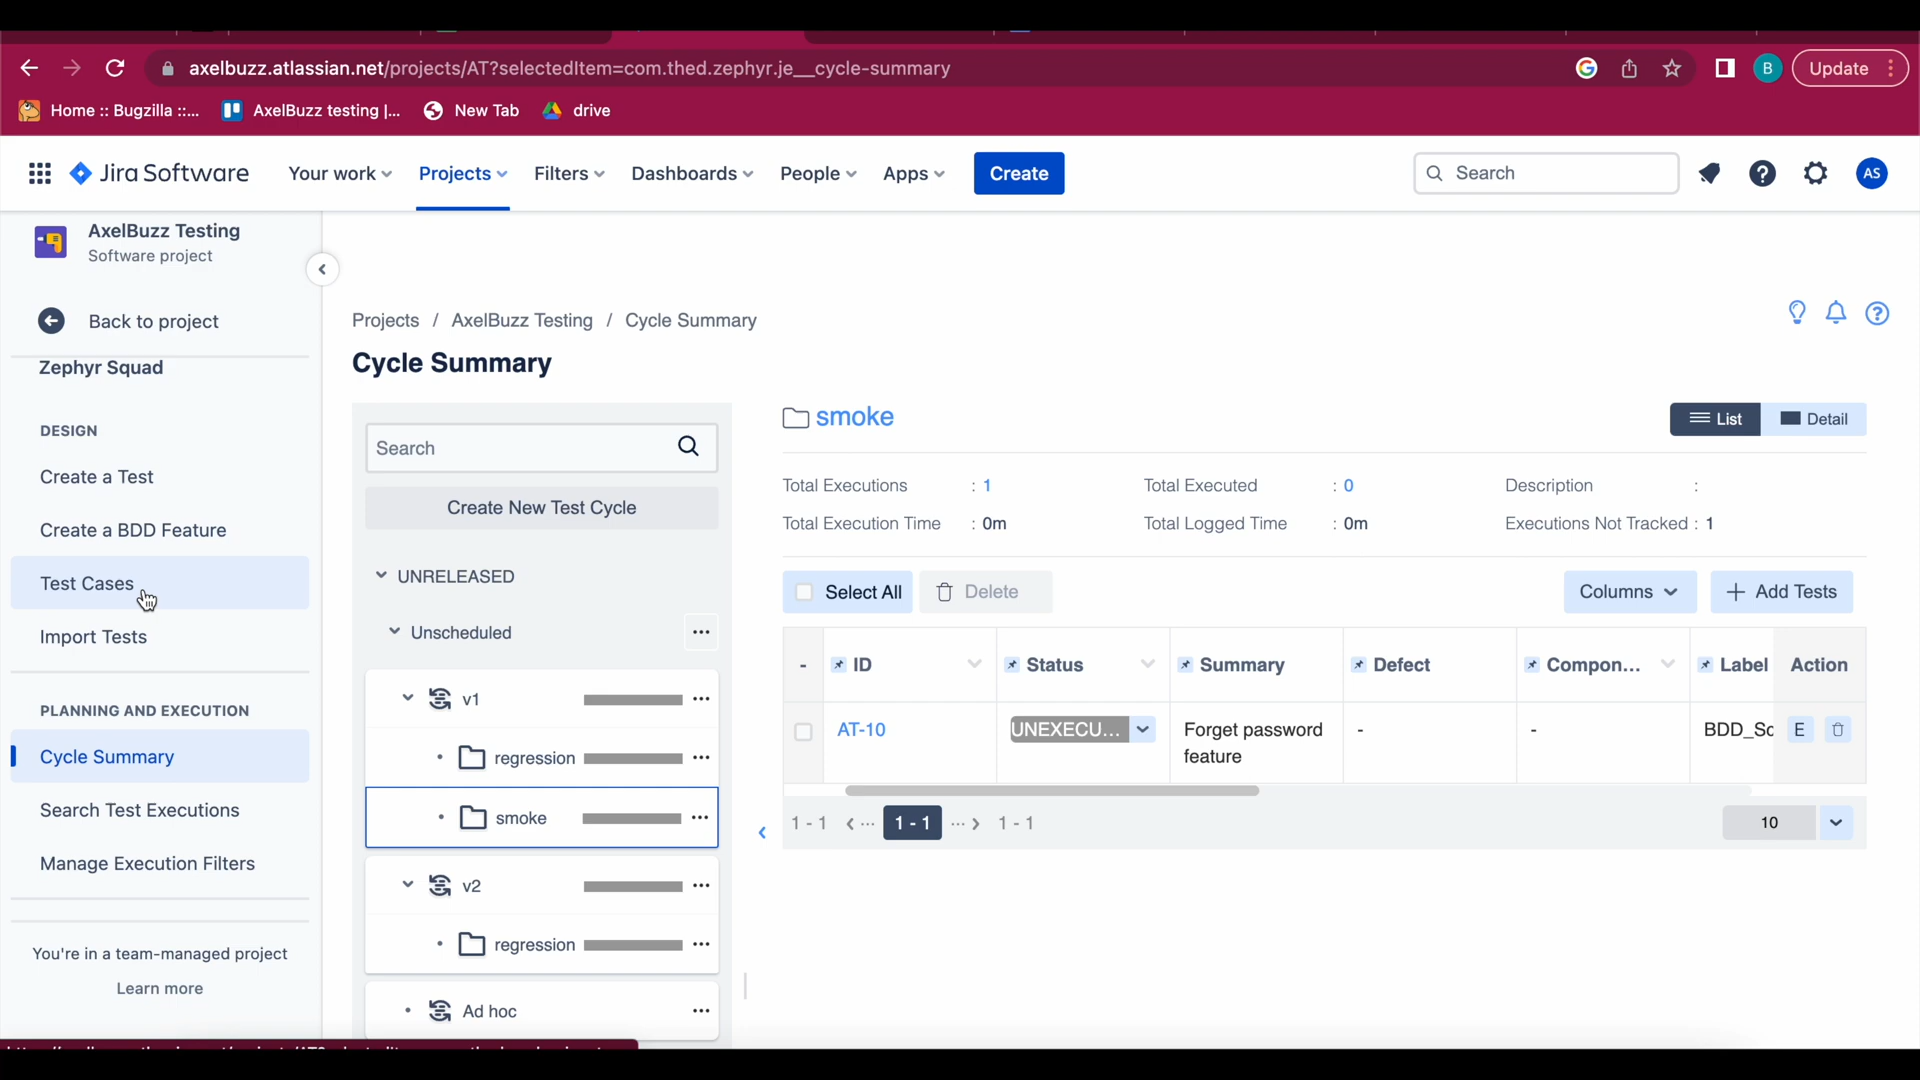 axelbuzz.atlassian.net/projects/AT?selectedItem=com.thed.zephyr.je__cycle-summary
B
Update
Home :: Bugzilla ::...
AxelBuzz testing |...
New Tab
drive
Jira Software
Your work
Projects
Filters
Dashboards
People
Apps
Create
Search
AS
AxelBuzz Testing
Software project
Back to project
Zephyr Squad
DESIGN
Create a Test
Create a BDD Feature
Test Cases
Import Tests
PLANNING AND EXECUTION
Cycle Summary
Search Test Executions
Manage Execution Filters
You're in a team-managed project
Learn more
Projects / AxelBuzz Testing / Cycle Summary
Cycle Summary
Search
Create New Test Cycle
UNRELEASED
Unscheduled
v1
regression
smoke
v2
regression
Ad hoc
smoke
List
Detail
Total Executions : 1
Total Executed : 0
Description :
Total Execution Time : 0m
Total Logged Time : 0m
Executions Not Tracked : 1
Select All
Delete
Columns
+ Add Tests
- ID Status Summary Defect Compon... Label Action
AT-10 UNEXECU... Forget password - - BDD_Sc E
feature
1 - 1 < ... 1 - 1 ... > 1 - 1
10